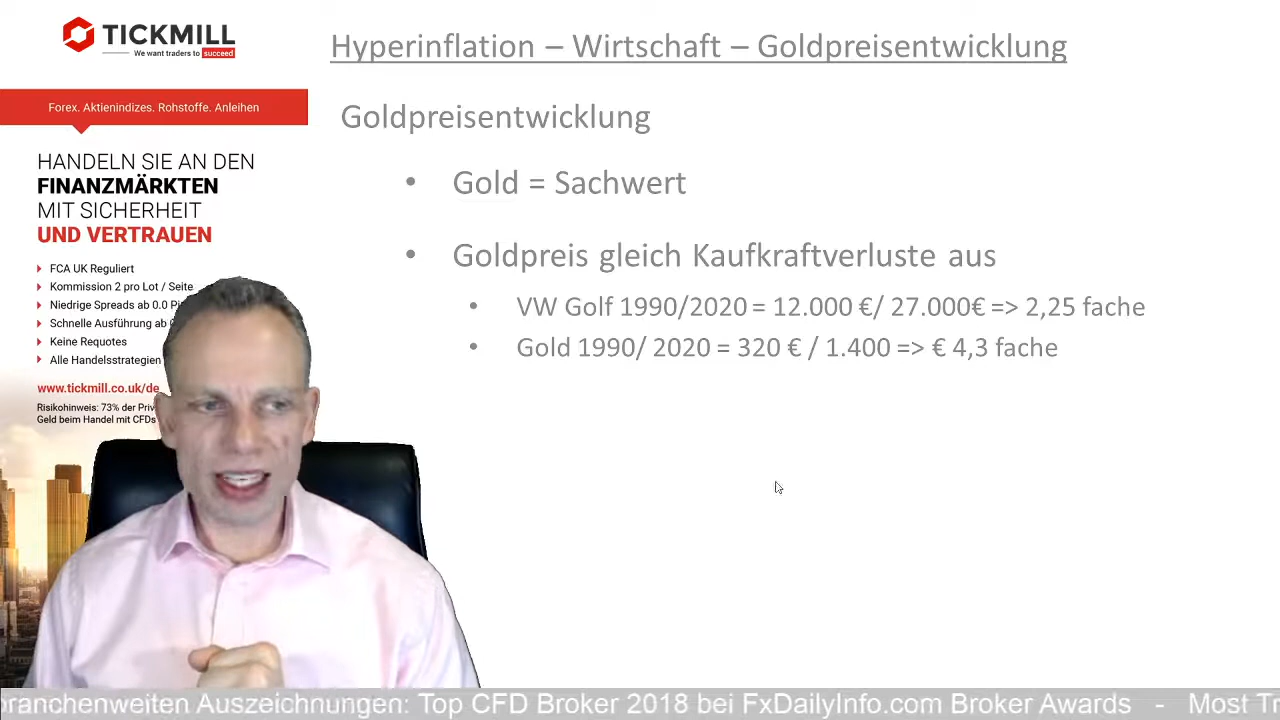 TICKMILL
We want traders to succeed
Forex. Aktienindizes. Rohstoffe. Anleihen
HANDELN SIE AN DEN
FINANZMÄRKTEN
MIT SICHERHEIT
UND VERTRAUEN
FCA UK Reguliert
Kommission 2 pro Lot / Seite
Niedrige Spreads ab 0.0
Schnelle Ausführung ab
Keine Requotes
Alle Handelsstrategien
www.tickmill.co.uk/de
Risikohinweis: 73% der
Geld beim Handel mit CFDs
Hyperinflation – Wirtschaft – Goldpreisentwicklung
Goldpreisentwicklung
• Gold = Sachwert
• Goldpreis gleich Kaufkraftverluste aus
• VW Golf 1990/2020 = 12.000 €/ 27.000€ => 2,25 fache
• Gold 1990/ 2020 = 320 € / 1.400 => € 4,3 fache
branchenweiten Auszeichnungen: Top CFD Broker 2018 bei FxDailyInfo.com Broker Awards - Most